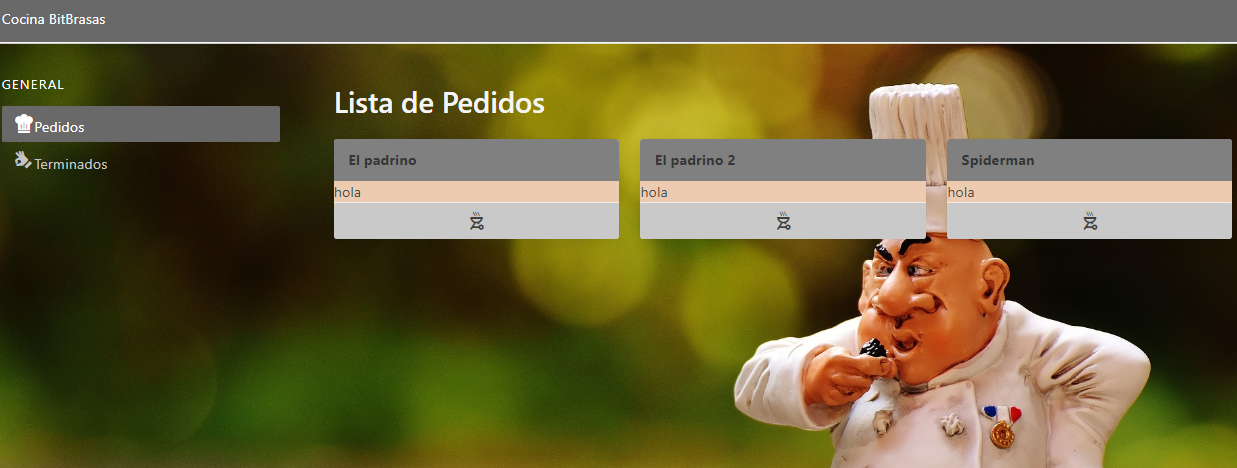 Cocina BitBrasas
GENERAL
Pedidos
Terminados
Lista de Pedidos
El padrino
hola
El padrino 2
hola
Spiderman
hola